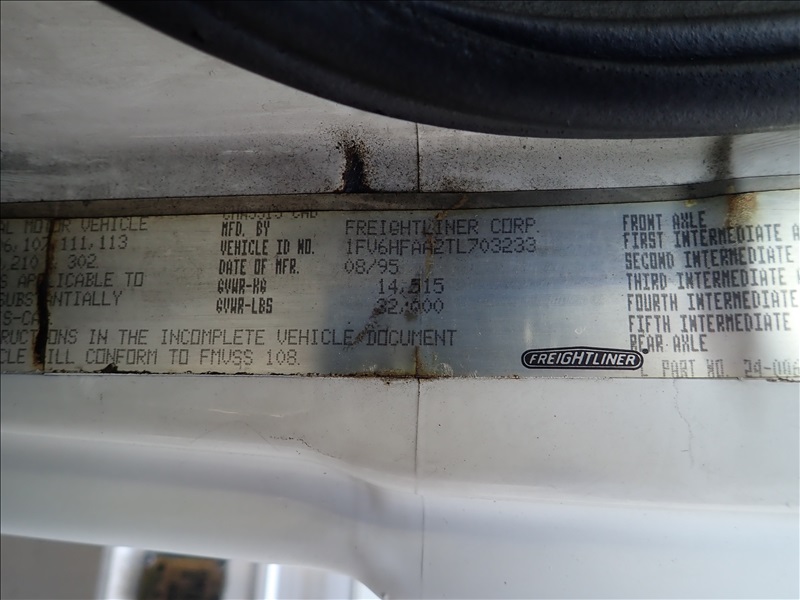 CHASSIS CAB
AL MOTOR VEHICLE
6, 107, 111, 113
, 210, 302
S APPLICABLE TO
SUBSTANTIALLY
S-CA
MFD. BY FREIGHTLINER CORP.
VEHICLE ID NO. 1FV6HFAA2TL703233
DATE OF MFR. 08/95
GVWR-KG 14,515
GVWR-LBS 32,000
RUCTIONS IN THE INCOMPLETE VEHICLE DOCUMENT
CLE WILL CONFORM TO FMVSS 108.
FRONT AXLE
FIRST INTERMEDIATE A
SECOND INTERMEDIATE
THIRD INTERMEDIATE
FOURTH INTERMEDIATE
FIFTH INTERMEDIATE
REAR AXLE
FREIGHTLINER
L PART NO. 24-006